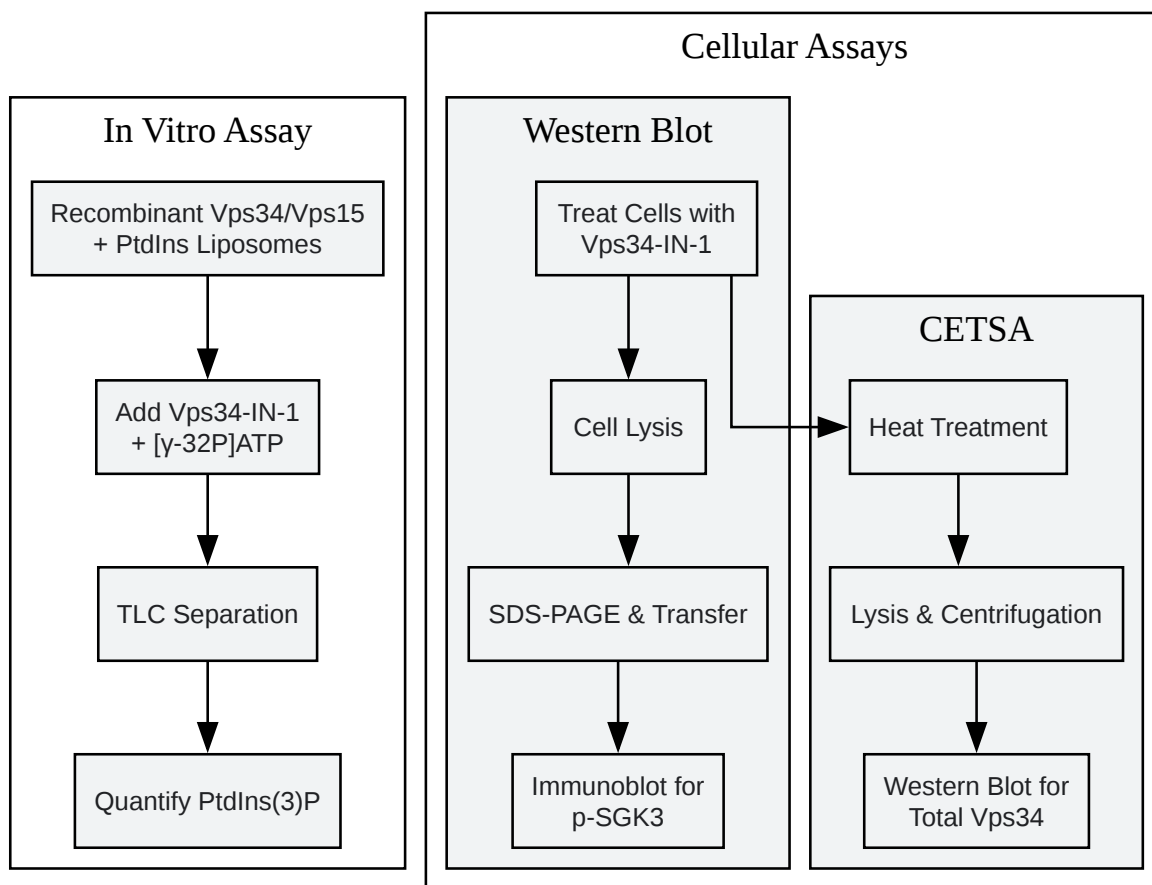 Cellular Assays
In Vitro Assay
Recombinant Vps34/Vps15
+ PtdIns Liposomes
Add Vps34-IN-1
+ [γ-32P]ATP
TLC Separation
Quantify PtdIns(3)P
Western Blot
Treat Cells with
Vps34-IN-1
Cell Lysis
SDS-PAGE & Transfer
Immunoblot for
p-SGK3
CETSA
Heat Treatment
Lysis & Centrifugation
Western Blot for
Total Vps34